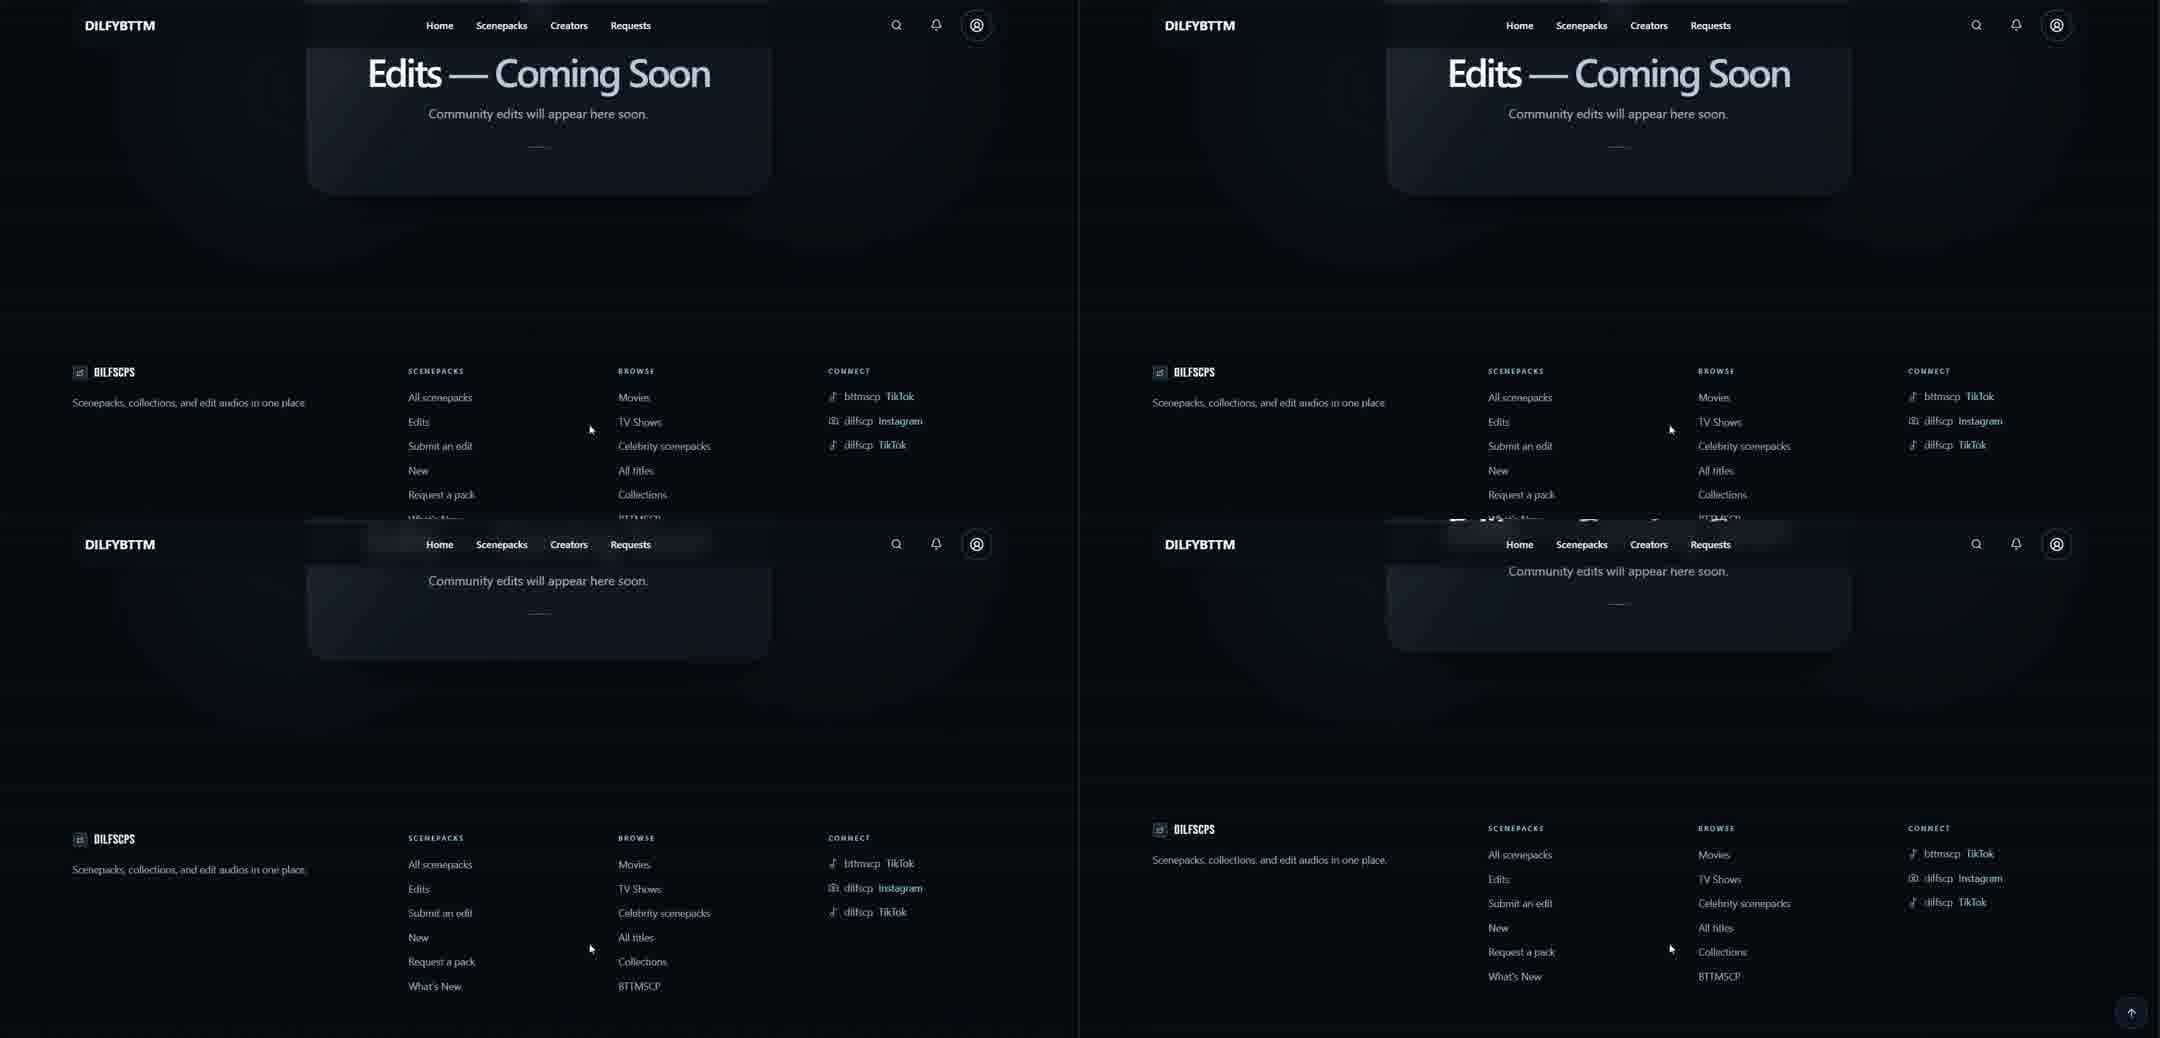 DILFYBTTM Home Scenepacks Creators Requests
Edits — Coming Soon
Community edits will appear here soon.
DILFSCPS
Scenepacks, collections, and edit audios in one place.
SCENEPACKS
All scenepacks
Edits
Submit an edit
New
Request a pack
What's New
BROWSE
Movies
TV Shows
Celebrity scenepacks
All titles
Collections
BTTMSCP
CONNECT
bttmscp TikTok
dilfscp Instagram
dilfscp TikTok
DILFYBTTM Home Scenepacks Creators Requests
Edits — Coming Soon
Community edits will appear here soon.
DILFSCPS
Scenepacks, collections, and edit audios in one place.
SCENEPACKS
All scenepacks
Edits
Submit an edit
New
Request a pack
What's New
BROWSE
Movies
TV Shows
Celebrity scenepacks
All titles
Collections
BTTMSCP
CONNECT
bttmscp TikTok
dilfscp Instagram
dilfscp TikTok
DILFYBTTM Home Scenepacks Creators Requests
Community edits will appear here soon.
DILFSCPS
Scenepacks, collections, and edit audios in one place.
SCENEPACKS
All scenepacks
Edits
Submit an edit
New
Request a pack
What's New
BROWSE
Movies
TV Shows
Celebrity scenepacks
All titles
Collections
BTTMSCP
CONNECT
bttmscp TikTok
dilfscp Instagram
dilfscp TikTok
DILFYBTTM Home Scenepacks Creators Requests
Community edits will appear here soon.
DILFSCPS
Scenepacks, collections, and edit audios in one place.
SCENEPACKS
All scenepacks
Edits
Submit an edit
New
Request a pack
What's New
BROWSE
Movies
TV Shows
Celebrity scenepacks
All titles
Collections
BTTMSCP
CONNECT
bttmscp TikTok
dilfscp Instagram
dilfscp TikTok